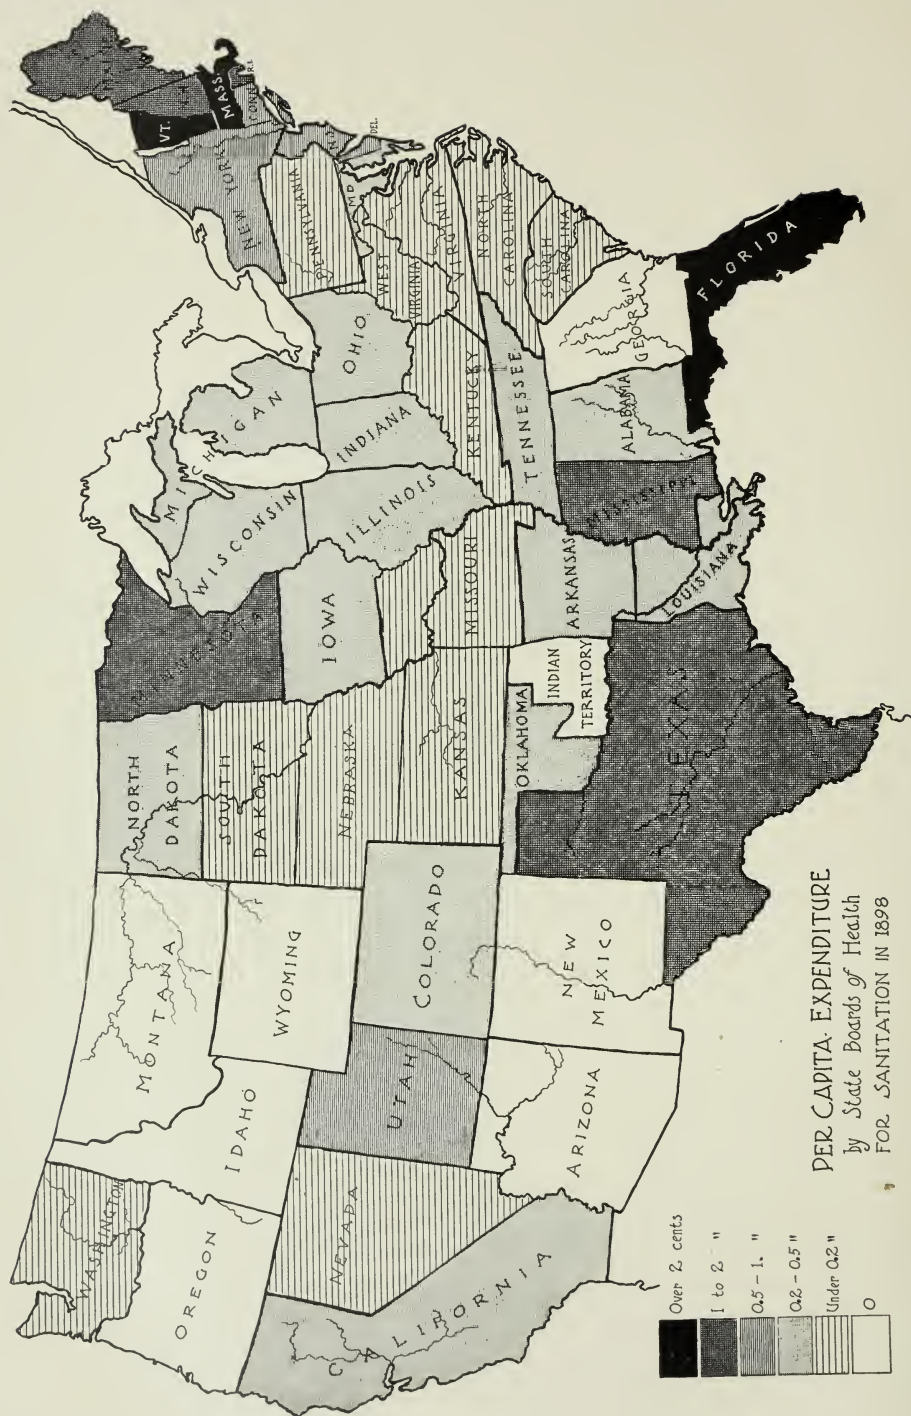 WASHINGTON
OREGON
CALIFORNIA
NEVADA
IDAHO
MONTANA
WYOMING
UTAH
COLORADO
ARIZONA
NEW
MEXICO
NORTH
DAKOTA
SOUTH
DAKOTA
NEBRASKA
KANSAS
OKLAHOMA
INDIAN
TERRITORY
TEXAS
MINNESOTA
IOWA
MISSOURI
ARKANSAS
LOUISIANA
WISCONSIN
MICHIGAN
ILLINOIS
INDIANA
OHIO
KENTUCKY
TENNESSEE
MISSISSIPPI
ALABAMA
GEORGIA
FLORIDA
SOUTH
CAROLINA
NORTH
CAROLINA
VIRGINIA
WEST
VIRGINIA
MD
DEL.
N.J.
PENNSYLVANIA
NEW YORK
CONN.
R.I.
MASS.
VT.
N.H.
MAINE
Over 2 cents
1 to 2 "
0.5 - 1. "
0.2 - 0.5 "
Under 0.2 "
0
PER CAPITA EXPENDITURE
by State Boards of Health
FOR SANITATION IN 1898